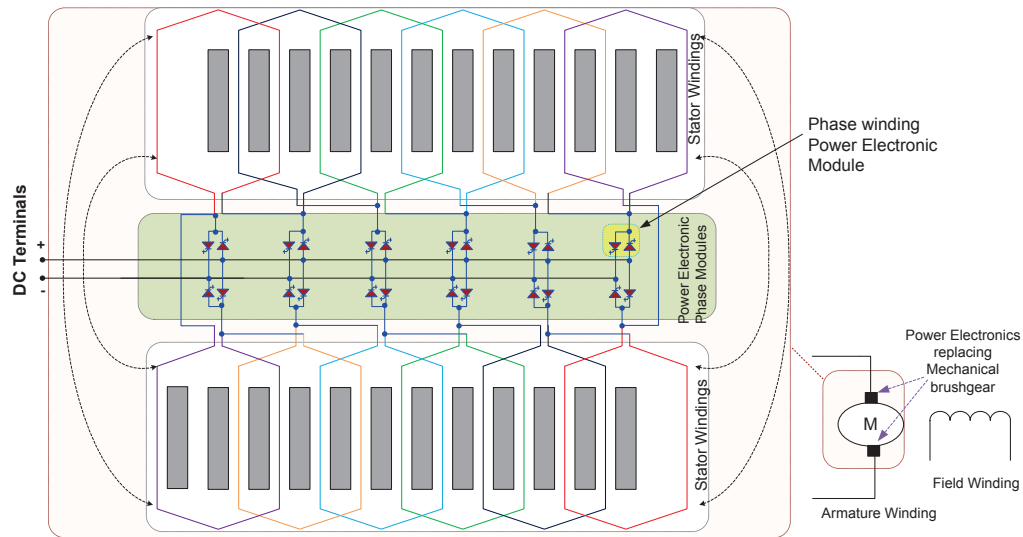 Stator Windings
Phase winding
Power Electronic
Module
DC Terminals
+
-
Power Electronic
Phase Modules
Stator Windings
Power Electronics
replacing
Mechanical
brushgear
M
Field Winding
Armature Winding